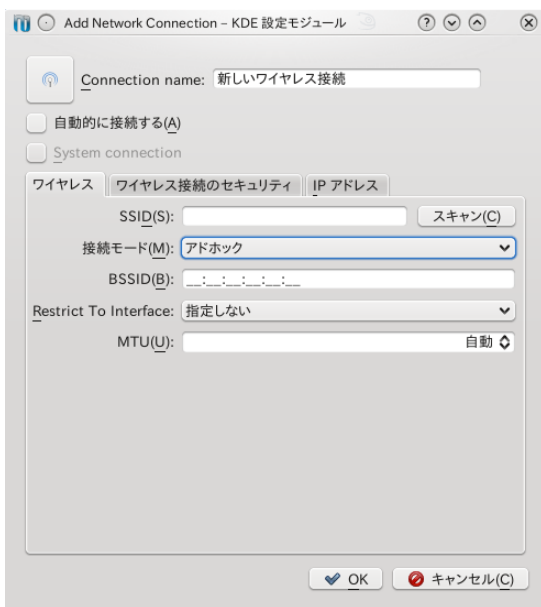 Add Network Connection – KDE 設定モジュール
Connection name: 新しいワイヤレス接続
自動的に接続する(A)
System connection
ワイヤレス ワイヤレス接続のセキュリティ IP アドレス
SSID(S): スキャン(C)
接続モード(M): アドホック
BSSID(B): __:__:__:__:__:__
Restrict To Interface: 指定しない
MTU(U): 自動
OK キャンセル(C)